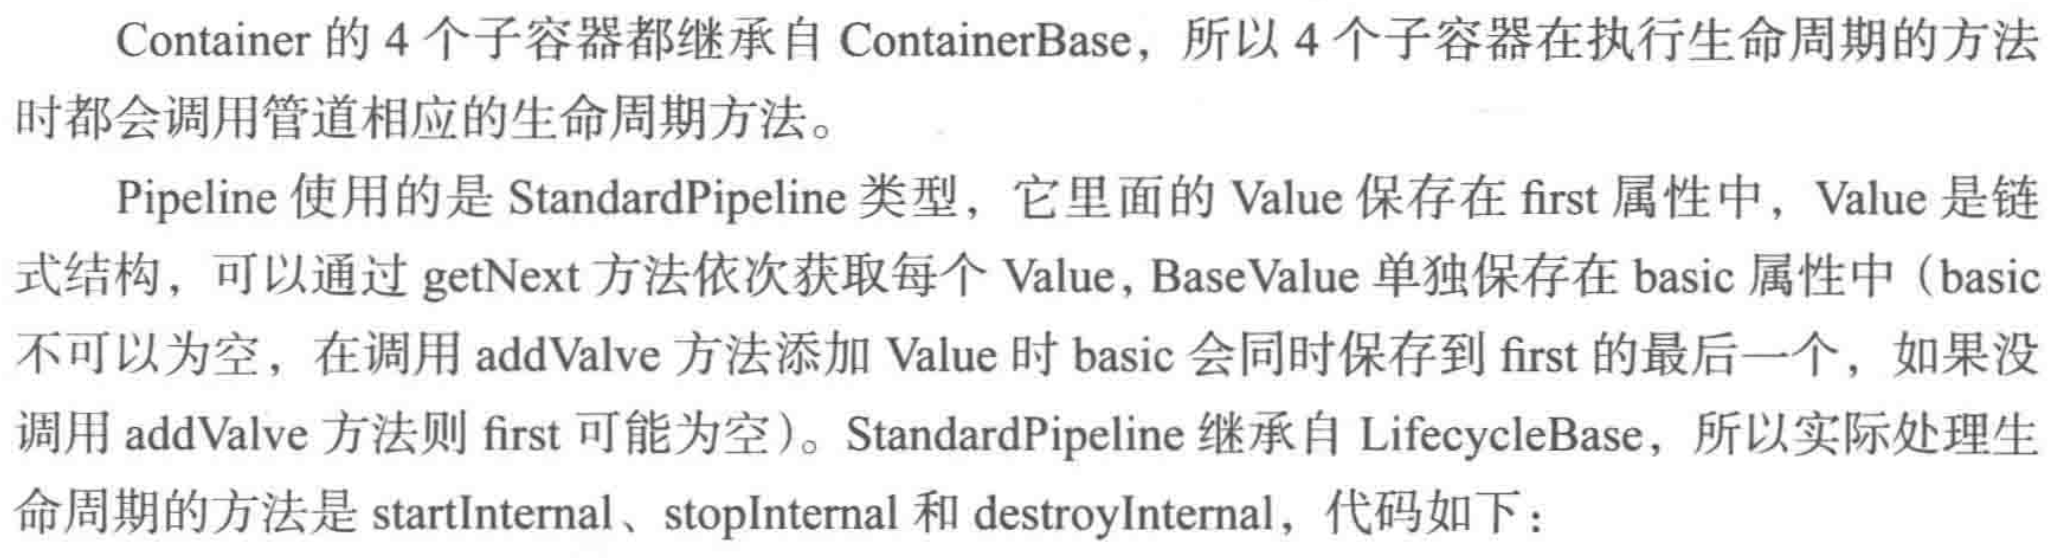 Container 的 4 个子容器都继承自 ContainerBase，所以 4 个子容器在执行生命周期的方法
时都会调用管道相应的生命周期方法。
Pipeline 使用的是 StandardPipeline 类型，它里面的 Value 保存在 first 属性中，Value 是链
式结构，可以通过 getNext 方法依次获取每个 Value, BaseValue 单独保存在 basic 属性中（basic
不可以为空，在调用 addValve 方法添加 Value 时 basic 会同时保存到 first 的最后一个，如果没
调用 addValve 方法则 first 可能为空）。StandardPipeline 继承自 LifecycleBase，所以实际处理生
命周期的方法是 startInternal、stopInternal 和 destroyInternal，代码如下：